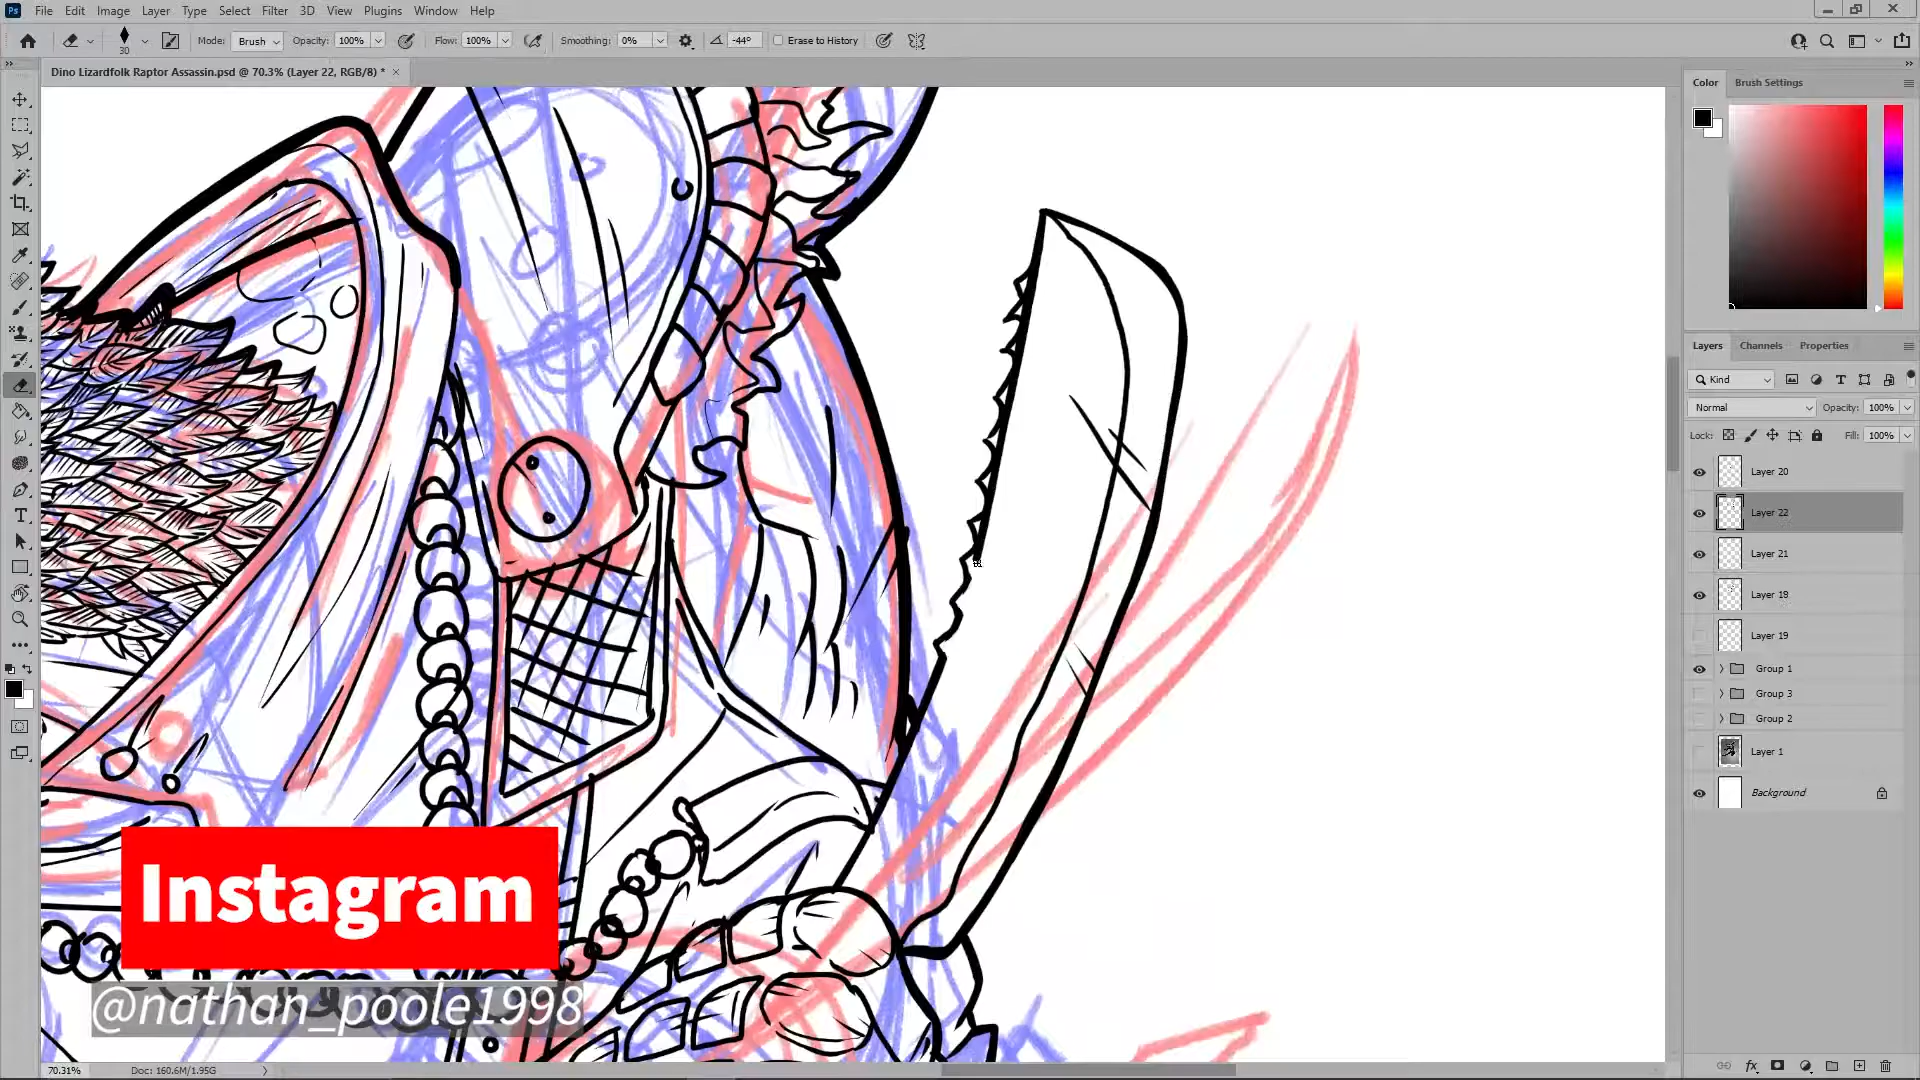 Ps File Edit Image Layer Type Select Filter 3D View Plugins Window Help
30 Mode: Brush Opacity: 100% Flow: 100% Smoothing: 0% -44° Erase to History
Dino Lizardfolk Raptor Assassin.psd @ 70.3% (Layer 22, RGB/8) * ×
Color Brush Settings
Layers Channels Properties
Kind
Normal Opacity: 100%
Lock: Fill: 100%
Layer 20
Layer 22
Layer 21
Layer 19
Layer 19
Group 1
Group 3
Group 2
Layer 1
Background
Instagram
@nathan_poole1998
70.31% Doc: 160.6M/1.95G